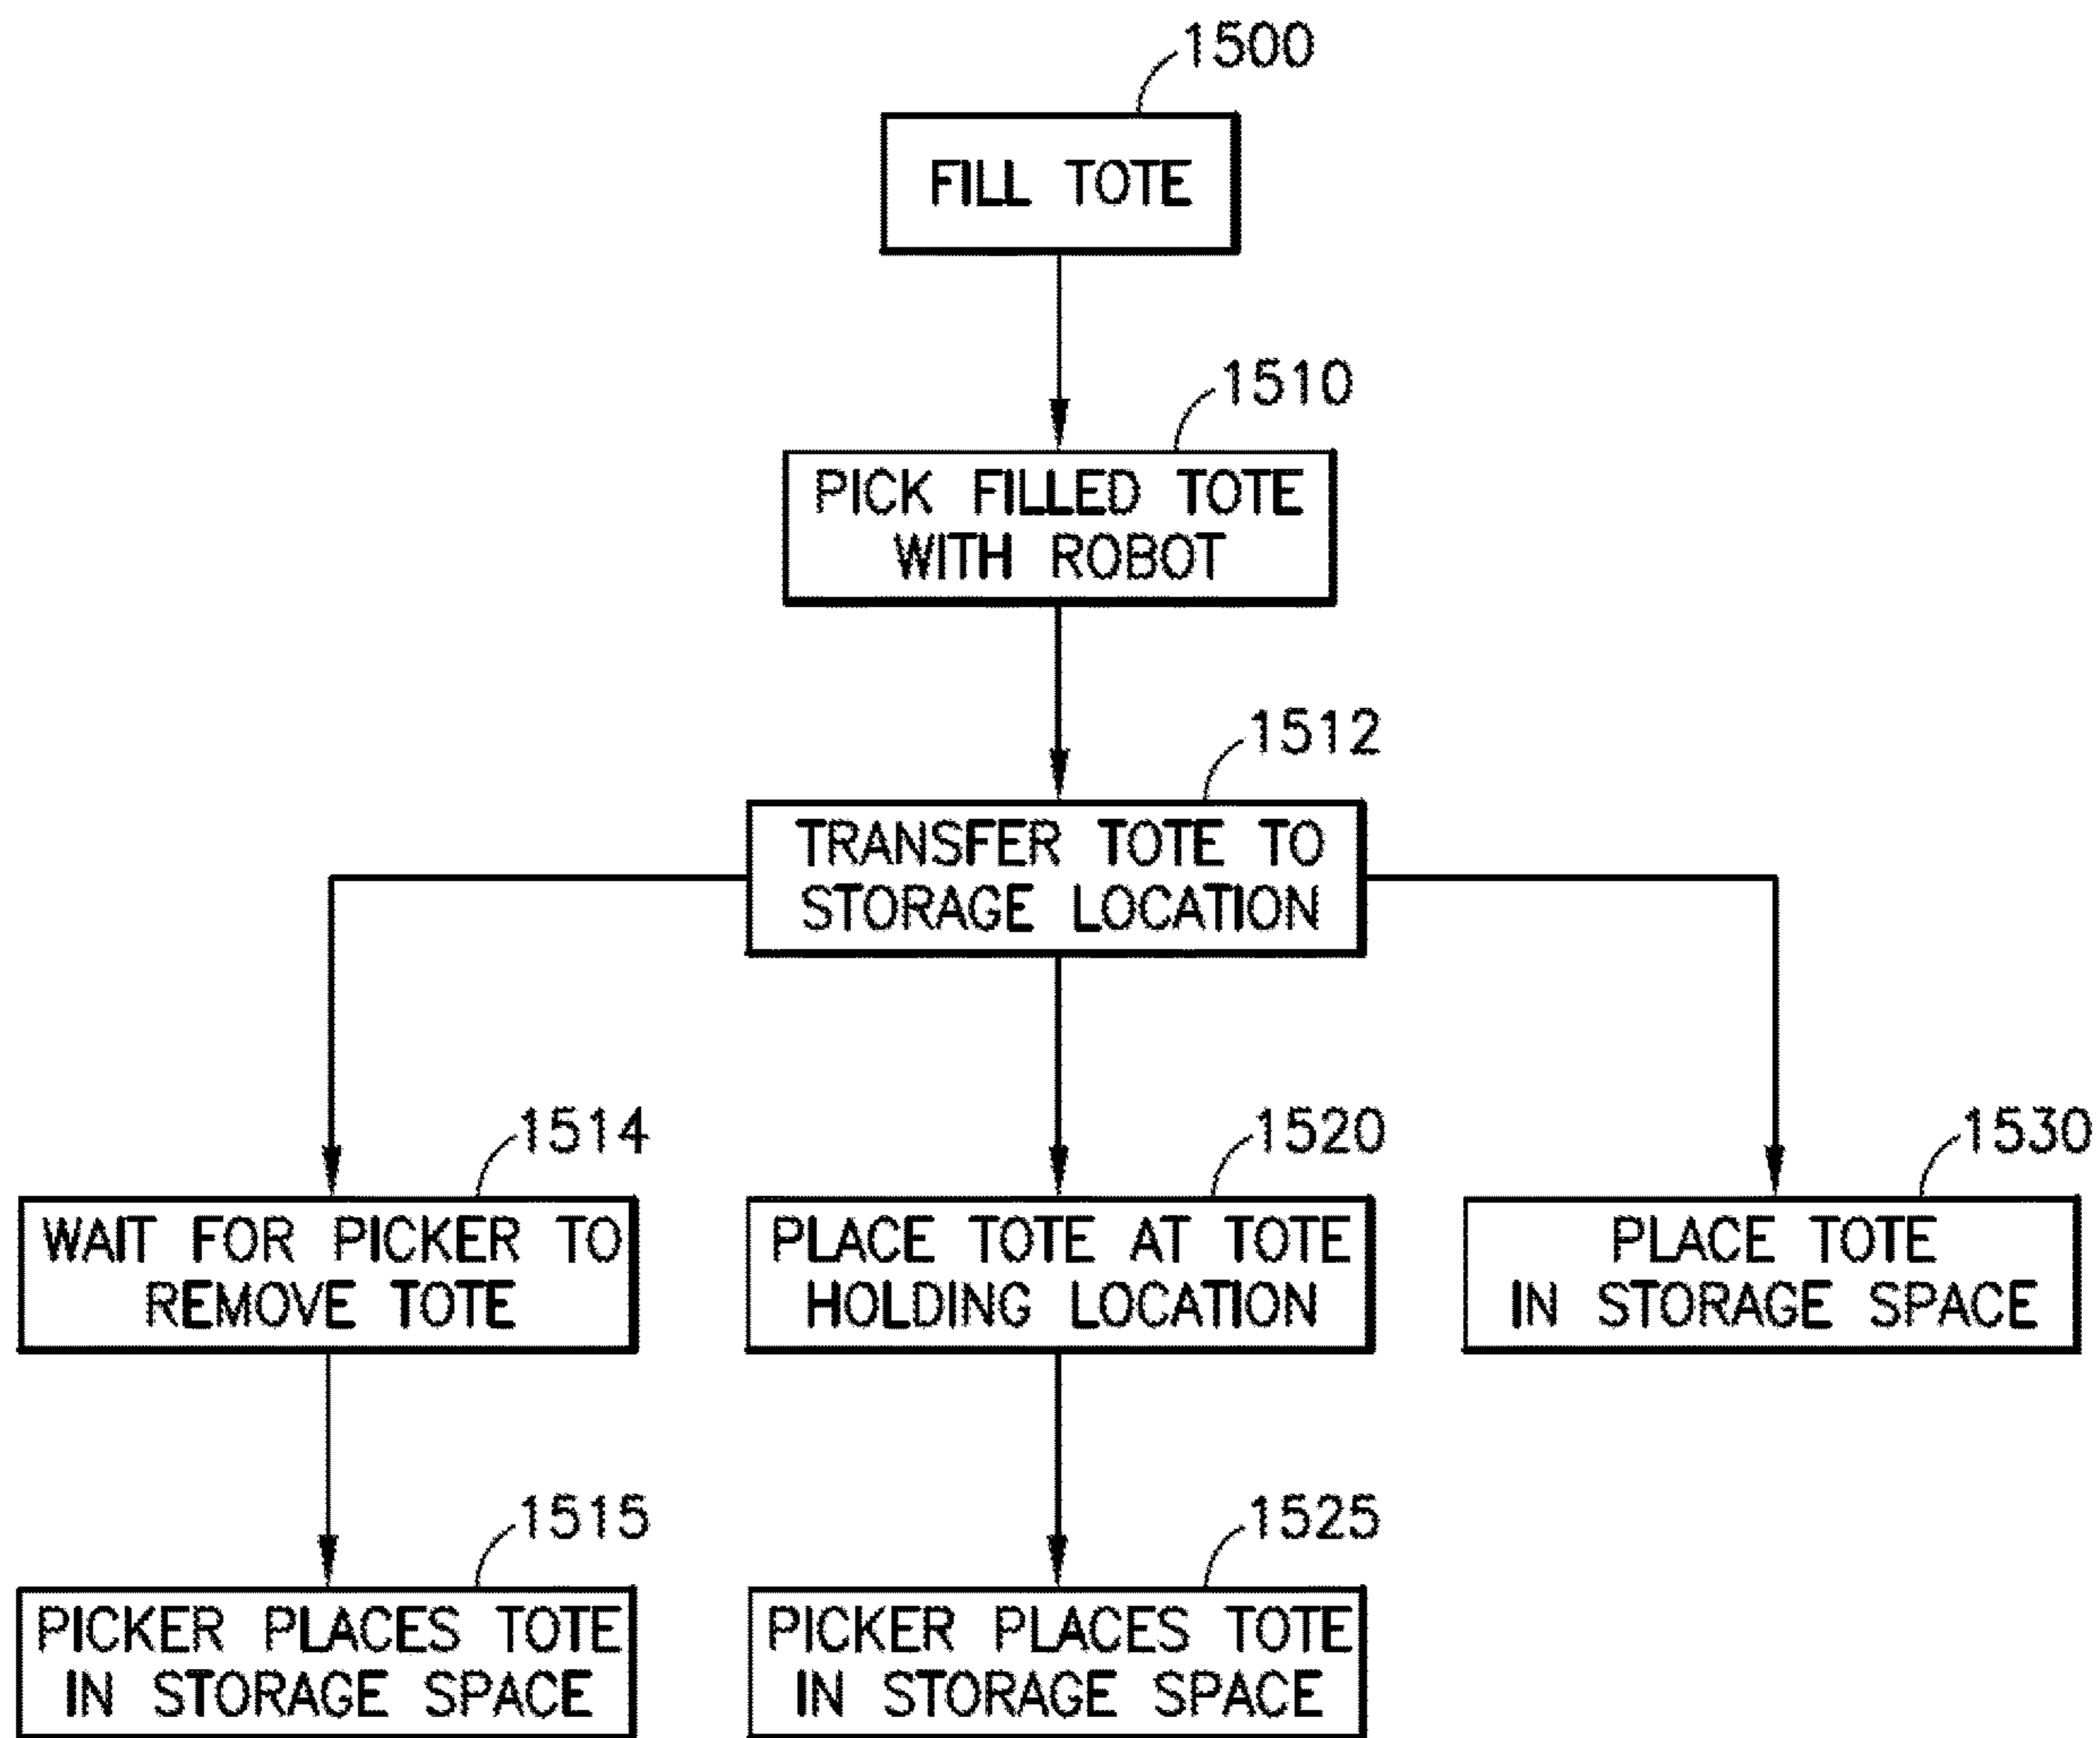 1500
FILL TOTE
1510
PICK FILLED TOTE
WITH ROBOT
1512
TRANSFER TOTE TO
STORAGE LOCATION
1514
WAIT FOR PICKER TO
REMOVE TOTE
1520
PLACE TOTE AT TOTE
HOLDING LOCATION
1530
PLACE TOTE
IN STORAGE SPACE
1515
PICKER PLACES TOTE
IN STORAGE SPACE
1525
PICKER PLACES TOTE
IN STORAGE SPACE